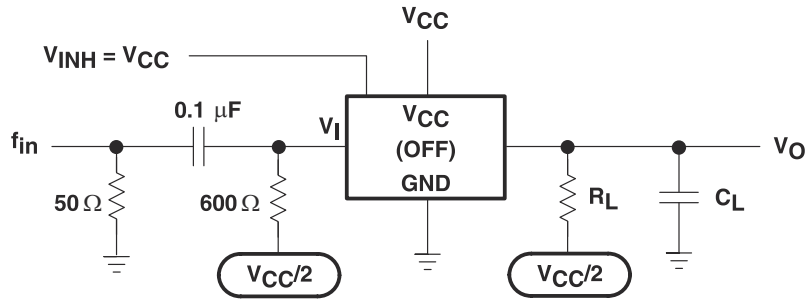 VCC
VINH = VCC
0.1 μF
fin
VI
VCC
(OFF)
GND
VO
50 Ω
600 Ω
RL
CL
VCC/2
VCC/2